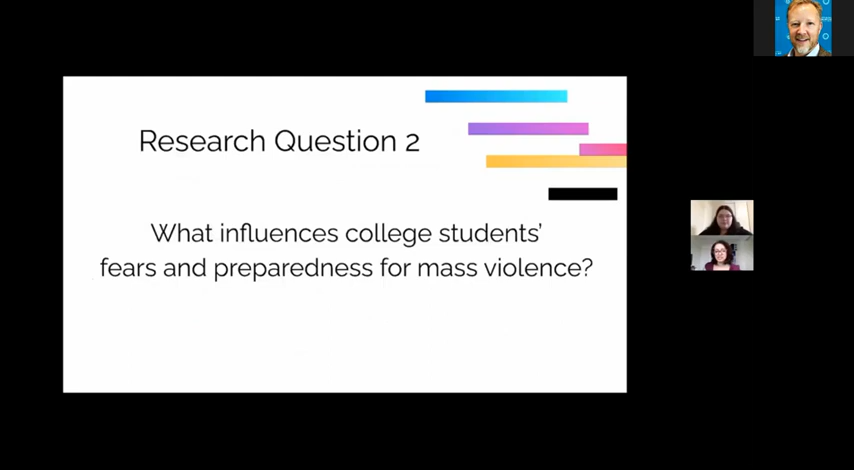 Research Question 2
What influences college students’
fears and preparedness for mass violence?